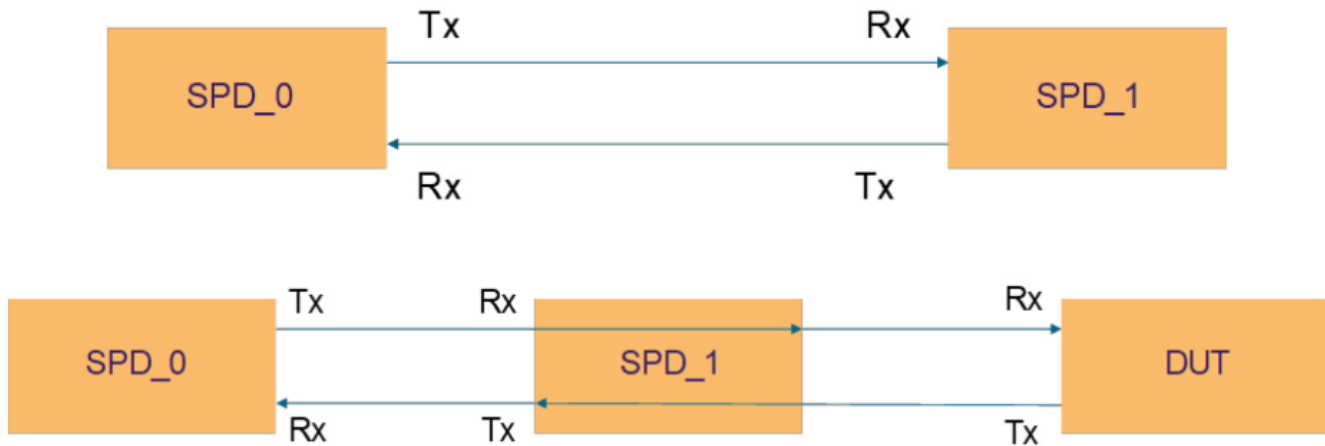 Tx Rx
SPD_0 SPD_1
Rx Tx
Tx Rx Rx
SPD_0 SPD_1 DUT
Rx Tx Tx